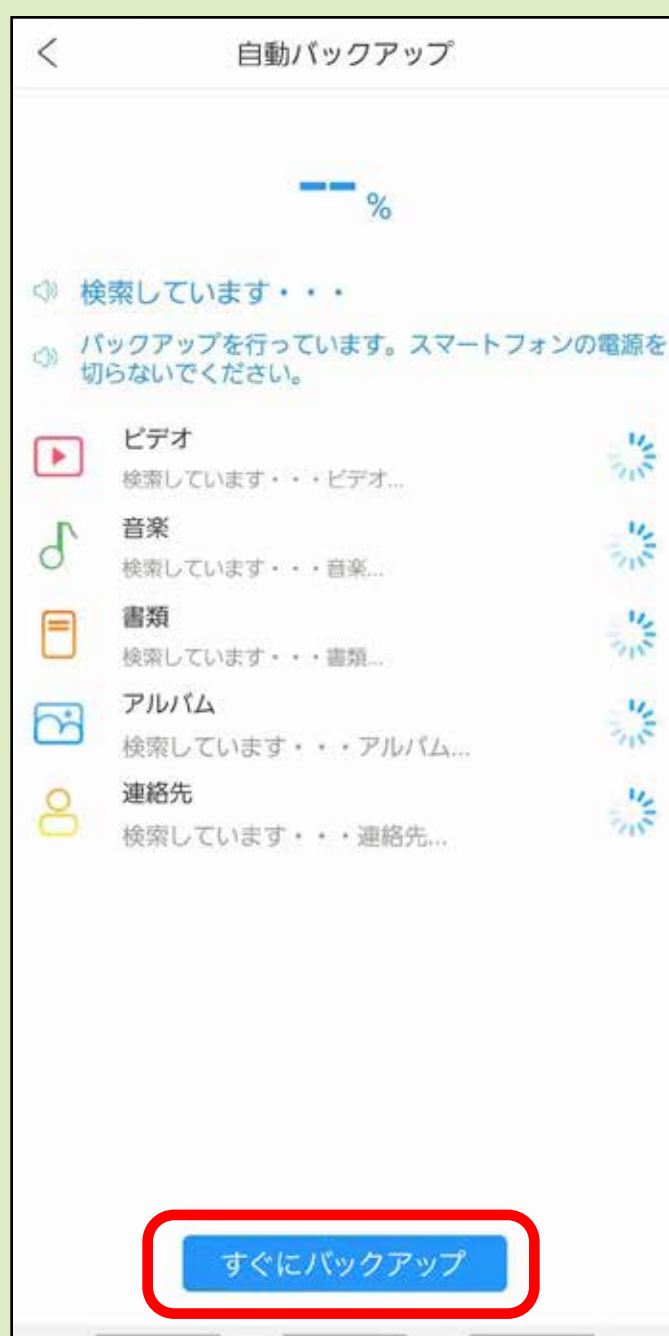 自動バックアップ
--%
検索しています・・・
バックアップを行っています。スマートフォンの電源を
切らないでください。
ビデオ
検索しています・・・ビデオ...
音楽
検索しています・・・音楽...
書類
検索しています・・・書類...
アルバム
検索しています・・・アルバム...
連絡先
検索しています・・・連絡先...
すぐにバックアップ